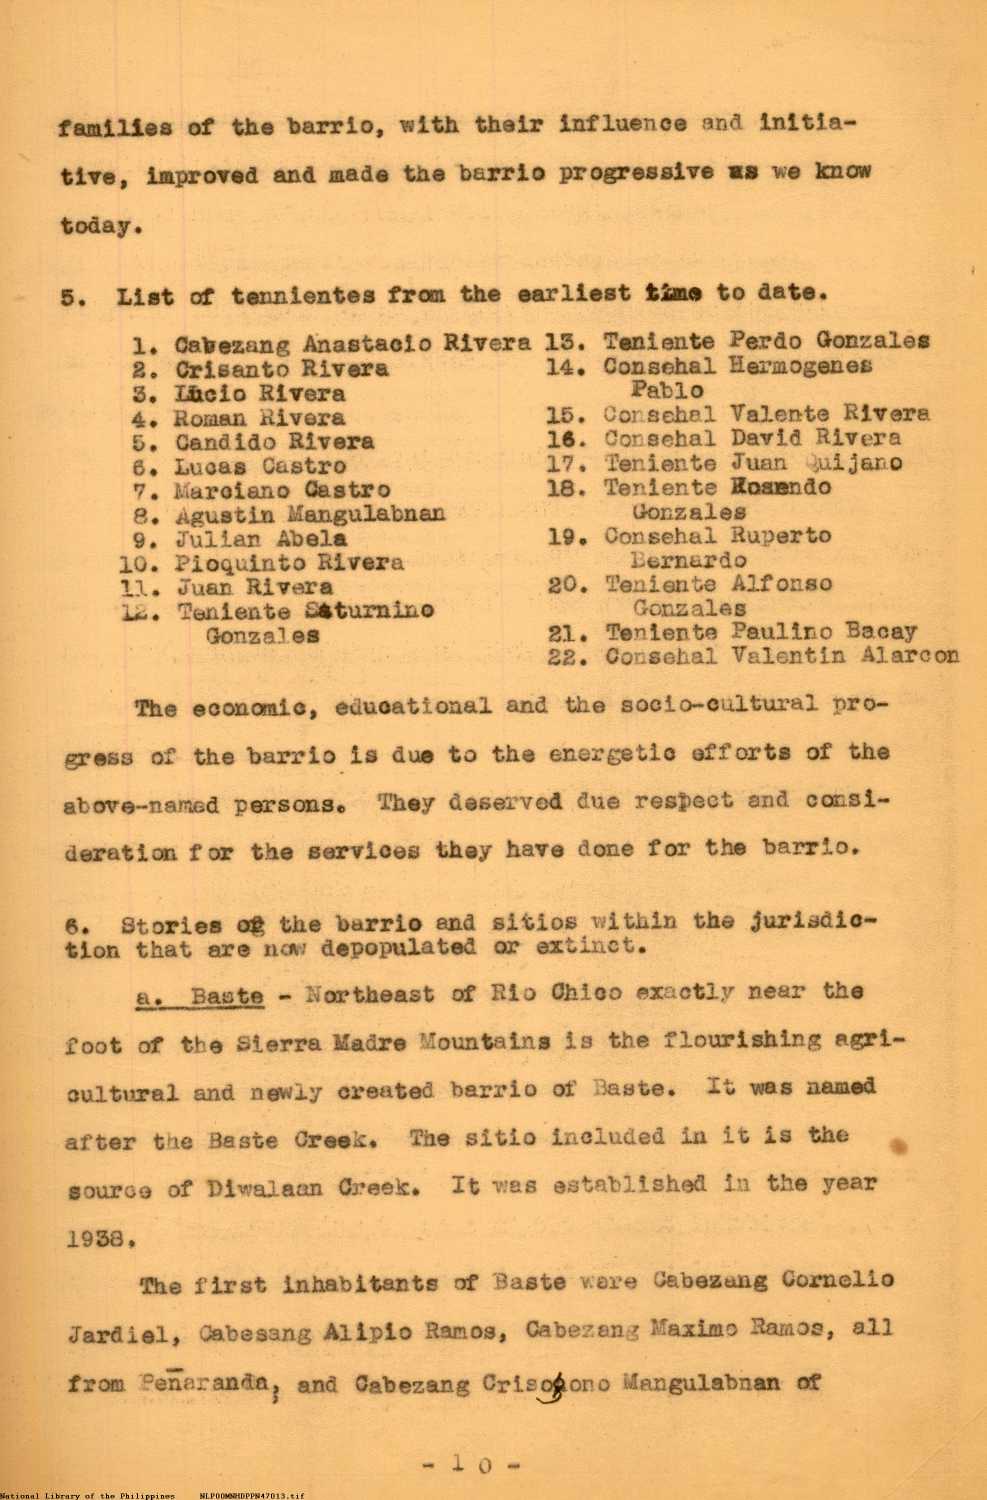 families of the barrio, with their influence and initia-
tive, improved and made the barrio progressive as we know
today.
5. List of tennientes from the earliest time to date.
1. Cabezang Anastacio Rivera
2. Crisanto Rivera
3. Lucio Rivera
4. Roman Rivera
5. Candido Rivera
6. Lucas Castro
7. Marciano Castro
8. Agustin Mangulabnan
9. Julian Abela
10. Pioquinto Rivera
11. Juan Rivera
12. Teniente Saturnino
Gonzales
13. Teniente Perdo Gonzales
14. Consehal Hermogenes
Pablo
15. Consehal Valente Rivera
16. Consehal David Rivera
17. Teniente Juan Quijano
18. Teniente Rosendo
Gonzales
19. Consehal Ruperto
Bernardo
20. Teniente Alfonso
Gonzales
21. Teniente Paulino Bacay
22. Consehal Valentin Alarcon
The economic, educational and the socio-cultural pro-
gress of the barrio is due to the energetic efforts of the
above-named persons. They deserved due respect and consi-
deration for the services they have done for the barrio.
6. Stories of the barrio and sitios within the jurisdic-
tion that are now depopulated or extinct.
a. Baste - Northeast of Rio Chico exactly near the
foot of the Sierra Madre Mountains is the flourishing agri-
cultural and newly created barrio of Baste. It was named
after the Baste Creek. The sitio included in it is the
source of Diwalaan Creek. It was established in the year
1938.
The first inhabitants of Baste were Cabezang Cornelio
Jardiel, Cabesang Alipio Ramos, Cabezang Maximo Ramos, all
from Peñaranda; and Cabezang Crisogono Mangulabnan of
- 10 -
National Library of the Philippines NLPOOMNHDPPN47013.tif